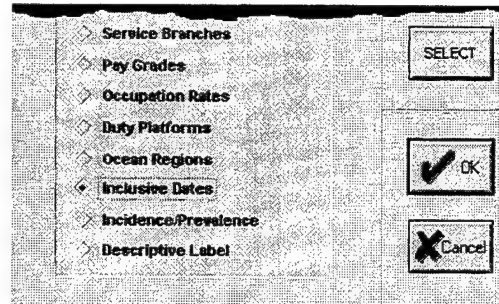 Service Branches
Pay Grades
Occupation Rates
Duty Platforms
Ocean Regions
Inclusive Dates
Incidence/Prevalence
Descriptive Label
SELECT
OK
Cancel